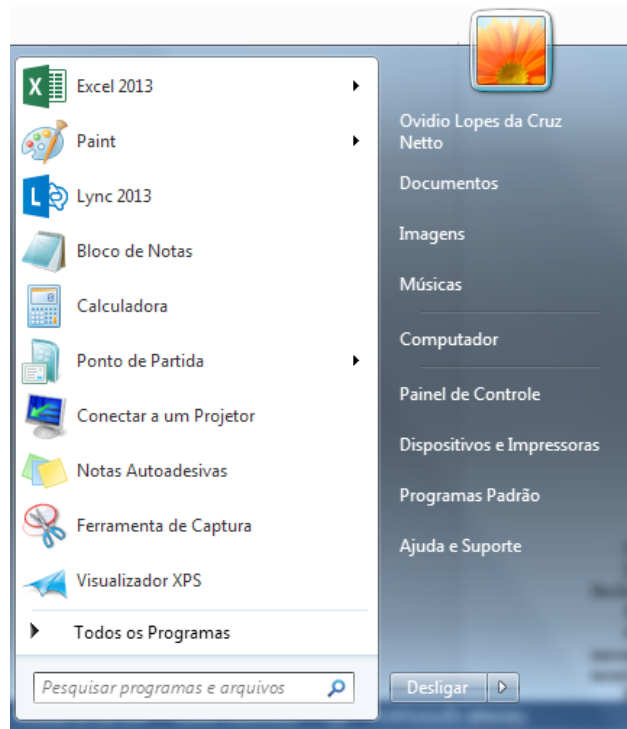 Excel 2013
Paint
Lync 2013
Bloco de Notas
Calculadora
Ponto de Partida
Conectar a um Projetor
Notas Autoadesivas
Ferramenta de Captura
Visualizador XPS
Todos os Programas
Pesquisar programas e arquivos
Ovidio Lopes da Cruz
Netto
Documentos
Imagens
Músicas
Computador
Painel de Controle
Dispositivos e Impressoras
Programas Padrão
Ajuda e Suporte
Desligar